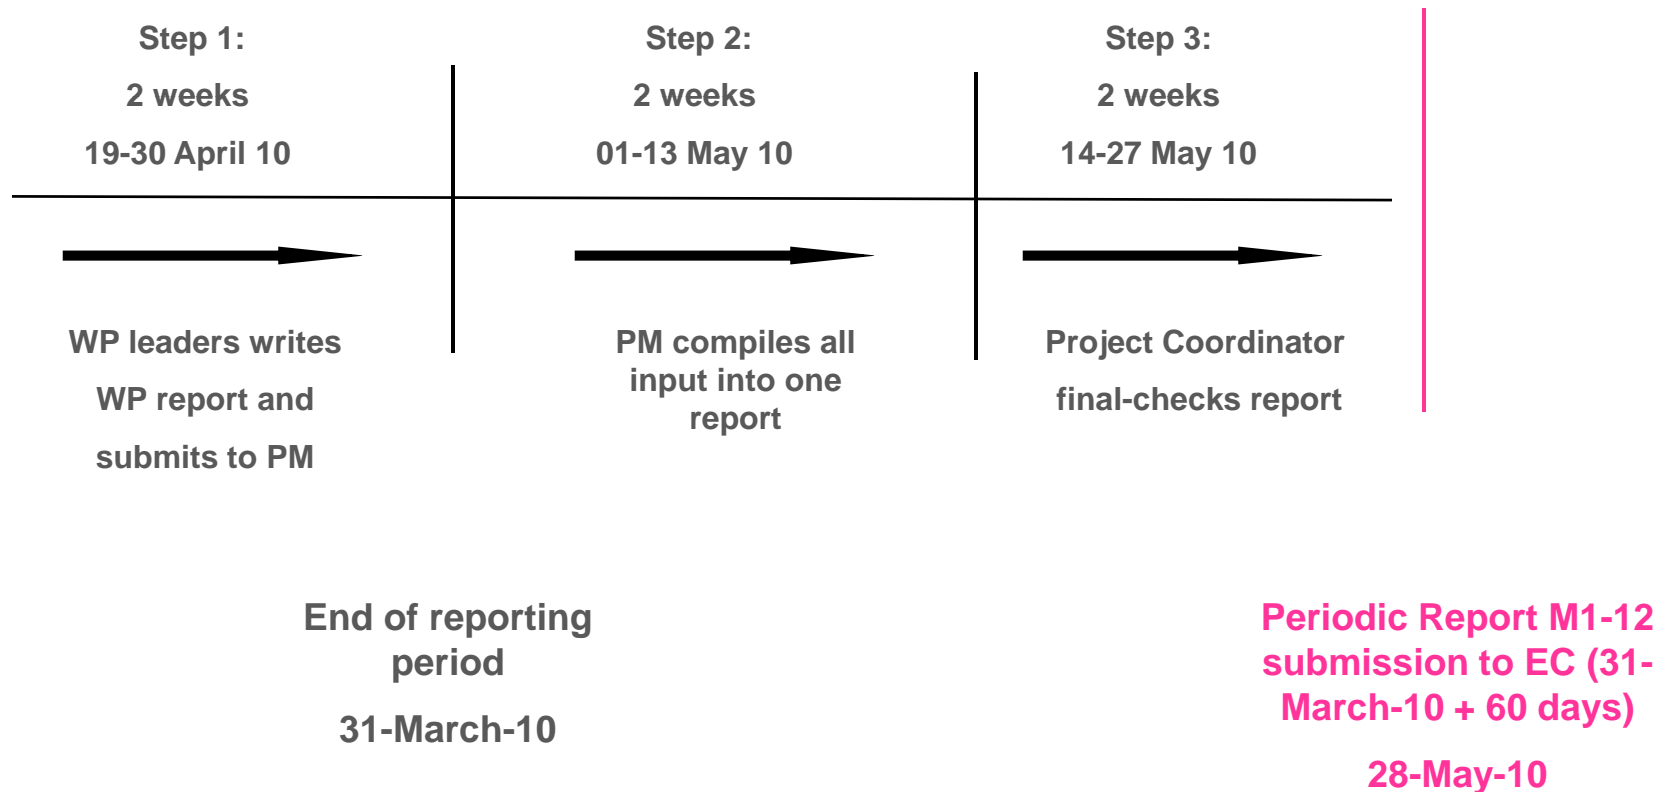 Step 1:
2 weeks
19-30 April 10
Step 2:
2 weeks
01-13 May 10
Step 3:
2 weeks
14-27 May 10
WP leaders writes
WP report and
submits to PM
PM compiles all
input into one
report
Project Coordinator
final-checks report
End of reporting
period
31-March-10
Periodic Report M1-12
submission to EC (31-
March-10 + 60 days)
28-May-10